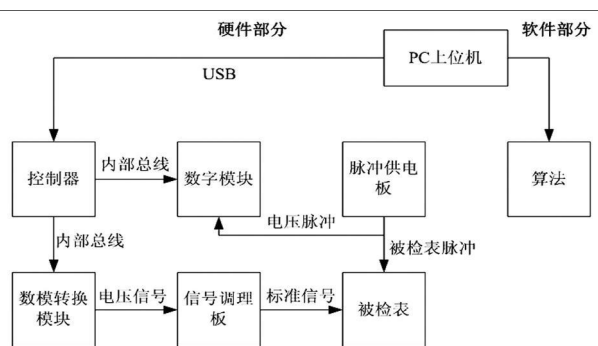 硬件部分
软件部分
PC上位机
USB
控制器
内部总线
数字模块
脉冲供电
板
算法
电压脉冲
内部总线
被检表脉冲
数模转换
模块
电压信号
信号调理
板
标准信号
被检表